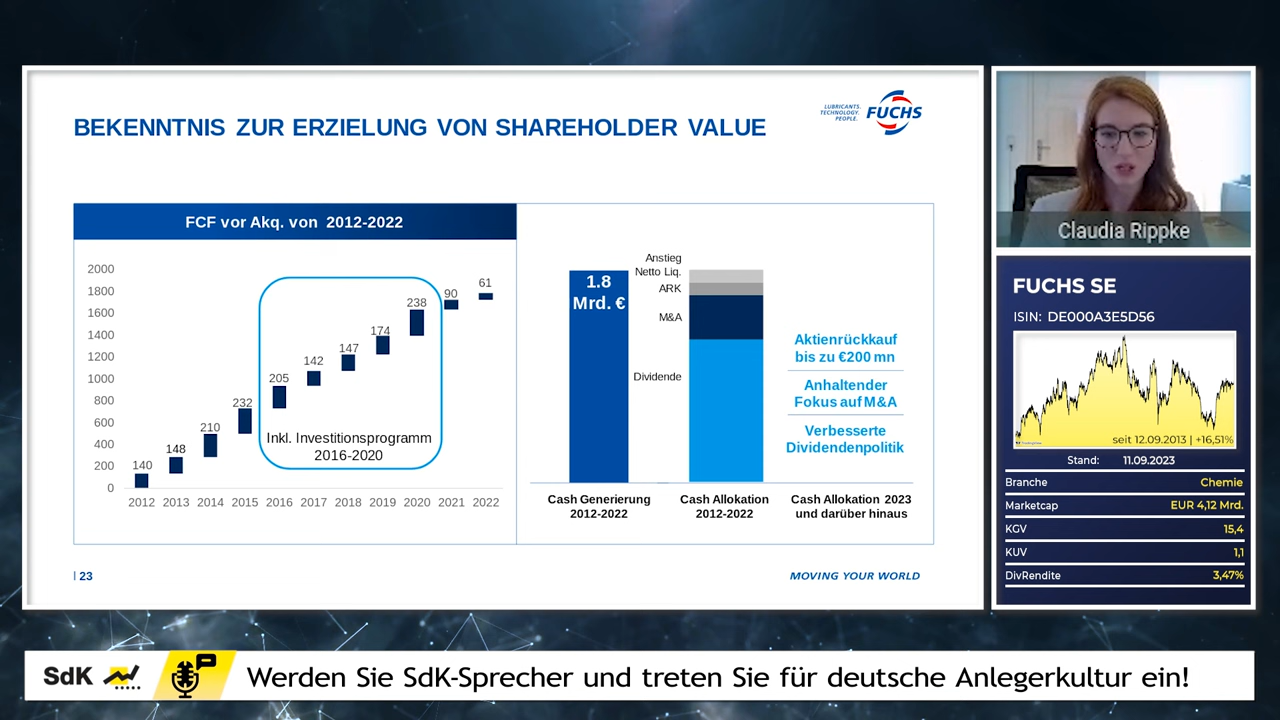 BEKENNTNIS ZUR ERZIELUNG VON SHAREHOLDER VALUE
LUBRICANTS.
TECHNOLOGY.
PEOPLE.
FUCHS
FCF vor Akq. von 2012-2022
2000
1800
1600
1400
1200
1000
800
600
400
200
0
140
148
210
232
205
142
147
174
238
90
61
Inkl. Investitionsprogramm
2016-2020
2012 2013 2014 2015 2016 2017 2018 2019 2020 2021 2022
1.8
Mrd. €
Anstieg
Netto Liq.
ARK
M&A
Dividende
Aktienrückkauf
bis zu €200 mn
Anhaltender
Fokus auf M&A
Verbesserte
Dividendenpolitik
Cash Generierung
2012-2022
Cash Allokation
2012-2022
Cash Allokation 2023
und darüber hinaus
| 23
MOVING YOUR WORLD
Claudia Rippke
FUCHS SE
ISIN: DE000A3E5D56
seit 12.09.2013 | +16,51%
Stand: 11.09.2023
Branche Chemie
Marketcap EUR 4,12 Mrd.
KGV 15,4
KUV 1,1
DivRendite 3,47%
SdK
Werden Sie SdK-Sprecher und treten Sie für deutsche Anlegerkultur ein!